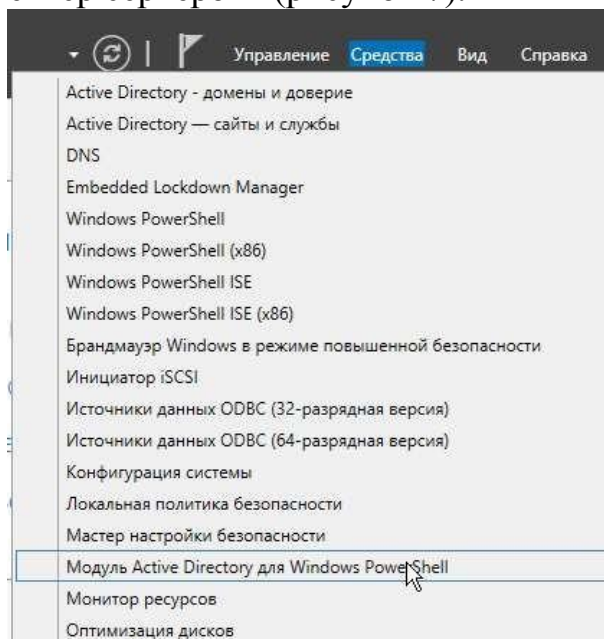 Управление Средства Вид Справка
Active Directory - домены и доверие
Active Directory — сайты и службы
DNS
Embedded Lockdown Manager
Windows PowerShell
Windows PowerShell (x86)
Windows PowerShell ISE
Windows PowerShell ISE (x86)
Брандмауэр Windows в режиме повышенной безопасности
Инициатор iSCSI
Источники данных ODBC (32-разрядная версия)
Источники данных ODBC (64-разрядная версия)
Конфигурация системы
Локальная политика безопасности
Мастер настройки безопасности
Модуль Active Directory для Windows PowerShell
Монитор ресурсов
Оптимизация дисков